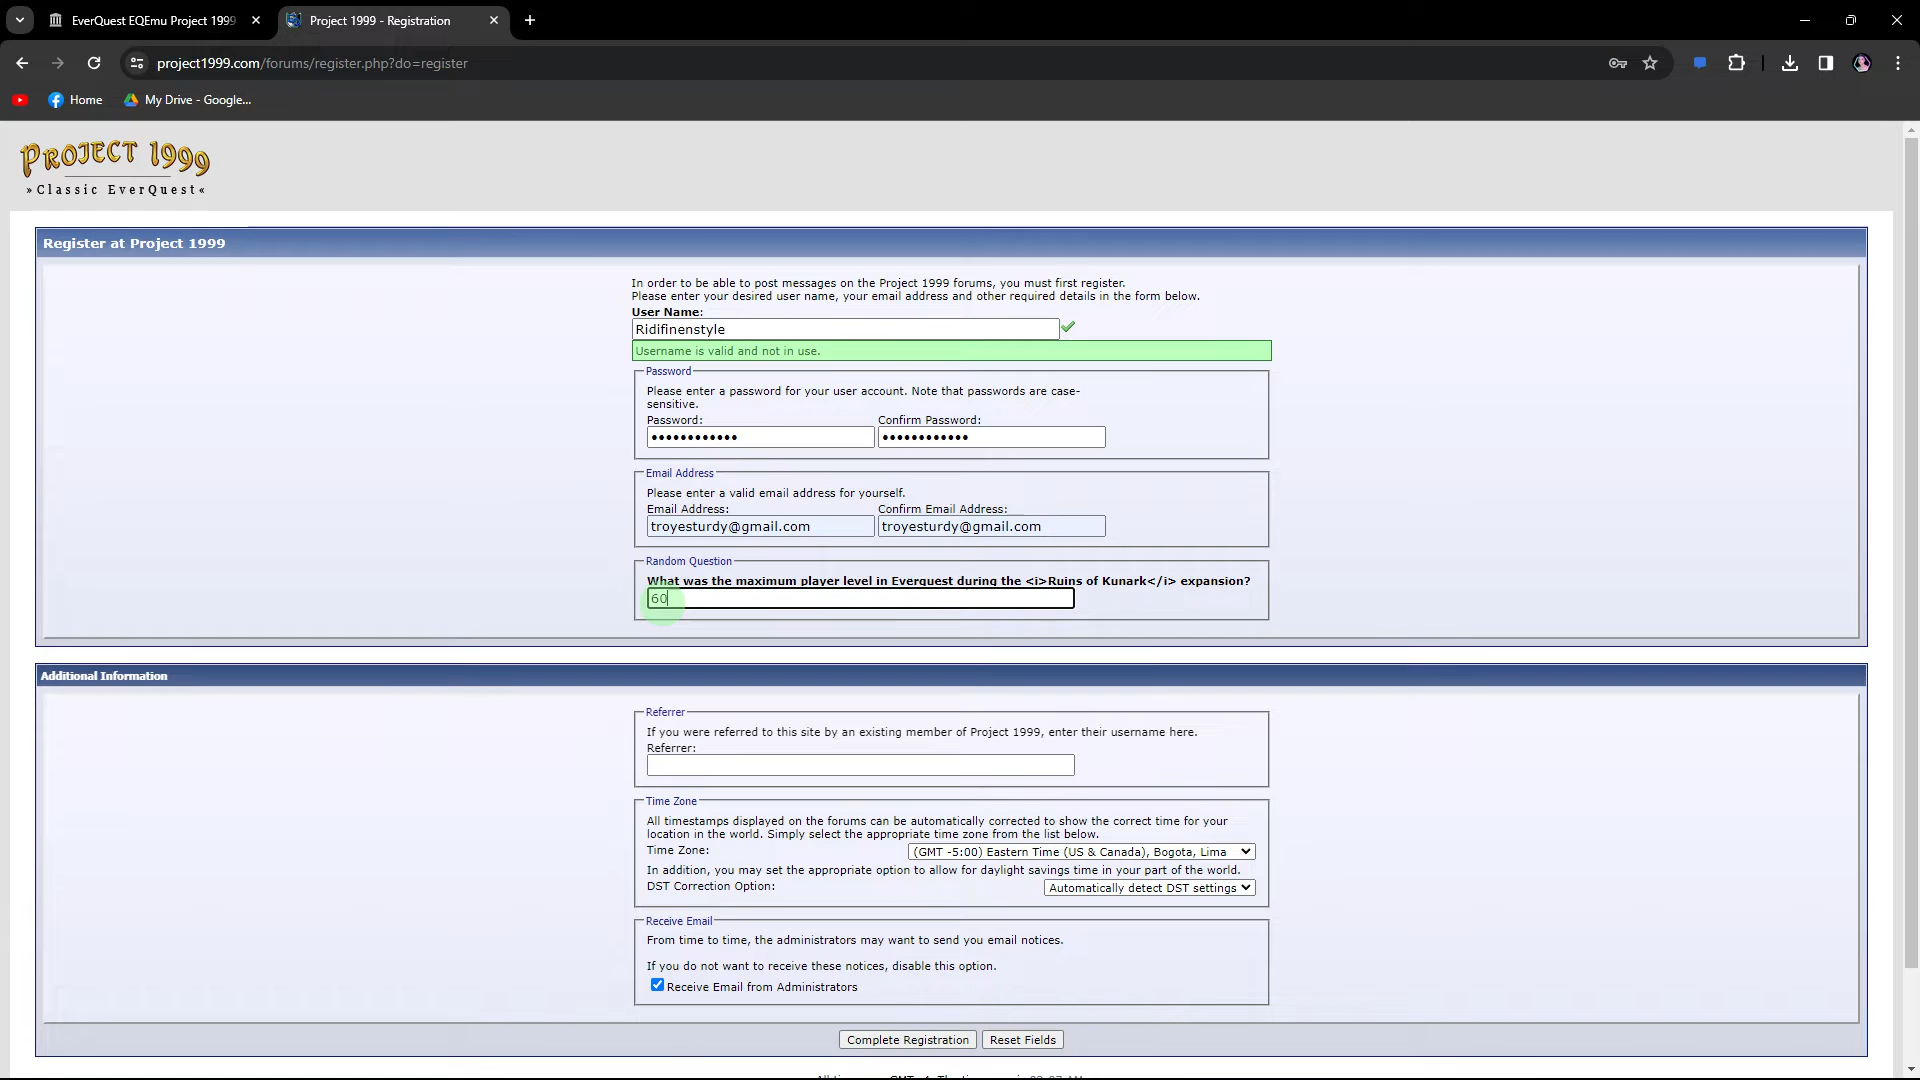 EverQuest EQEmu Project 1999
Project 1999 - Registration
project1999.com/forums/register.php?do=register
Home
My Drive - Google...
PROJECT 1999
»Classic EverQuest«
Register at Project 1999
In order to be able to post messages on the Project 1999 forums, you must first register.
Please enter your desired user name, your email address and other required details in the form below.
User Name:
Ridifinenstyle
Username is valid and not in use.
Password
Please enter a password for your user account. Note that passwords are case-
sensitive.
Password: Confirm Password:
•••••••••••• ••••••••••••
Email Address
Please enter a valid email address for yourself.
Email Address: Confirm Email Address:
troyesturdy@gmail.com troyesturdy@gmail.com
Random Question
What was the maximum player level in Everquest during the <i>Ruins of Kunark</i> expansion?
60
Additional Information
Referrer
If you were referred to this site by an existing member of Project 1999, enter their username here.
Referrer:
Time Zone
All timestamps displayed on the forums can be automatically corrected to show the correct time for your
location in the world. Simply select the appropriate time zone from the list below.
Time Zone: (GMT -5:00) Eastern Time (US & Canada), Bogota, Lima
In addition, you may set the appropriate option to allow for daylight savings time in your part of the world.
DST Correction Option: Automatically detect DST settings
Receive Email
From time to time, the administrators may want to send you email notices.
If you do not want to receive these notices, disable this option.
Receive Email from Administrators
Complete Registration Reset Fields